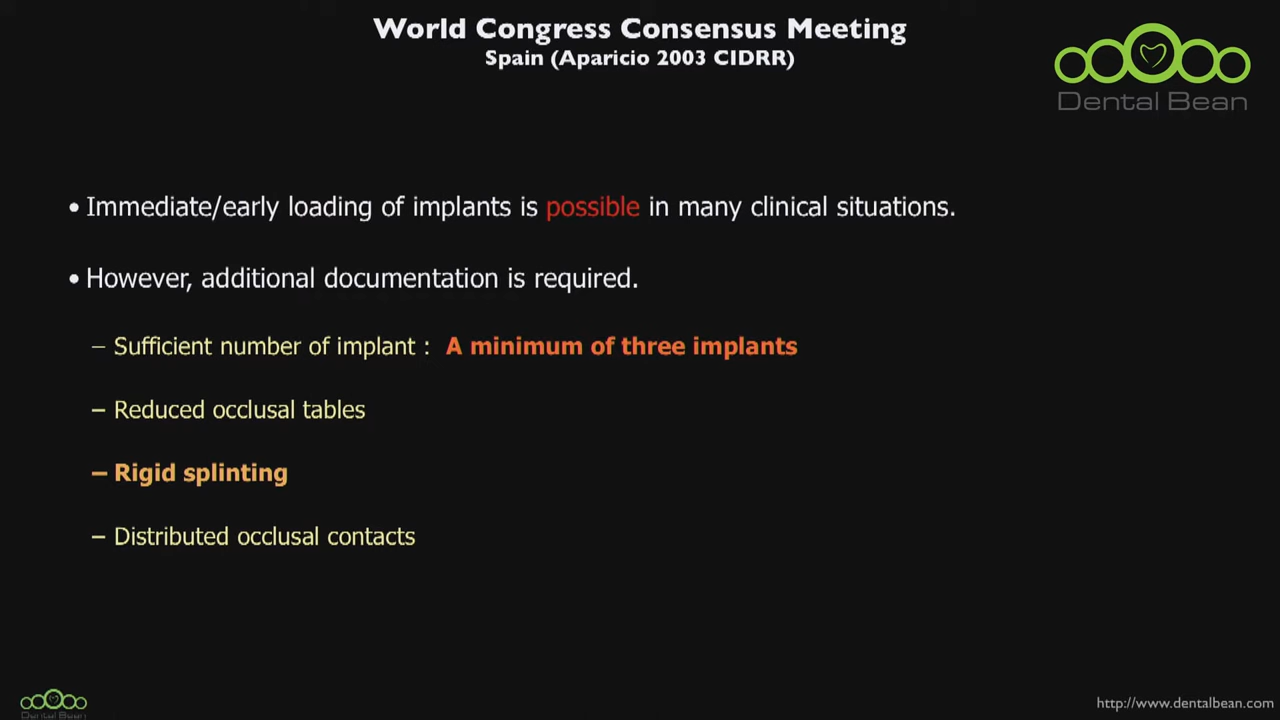 World Congress Consensus Meeting
Spain (Aparicio 2003 CIDRR)
Dental Bean
• Immediate/early loading of implants is possible in many clinical situations.
• However, additional documentation is required.
– Sufficient number of implant : A minimum of three implants
– Reduced occlusal tables
– Rigid splinting
– Distributed occlusal contacts
Dental Bean
http://www.dentalbean.com